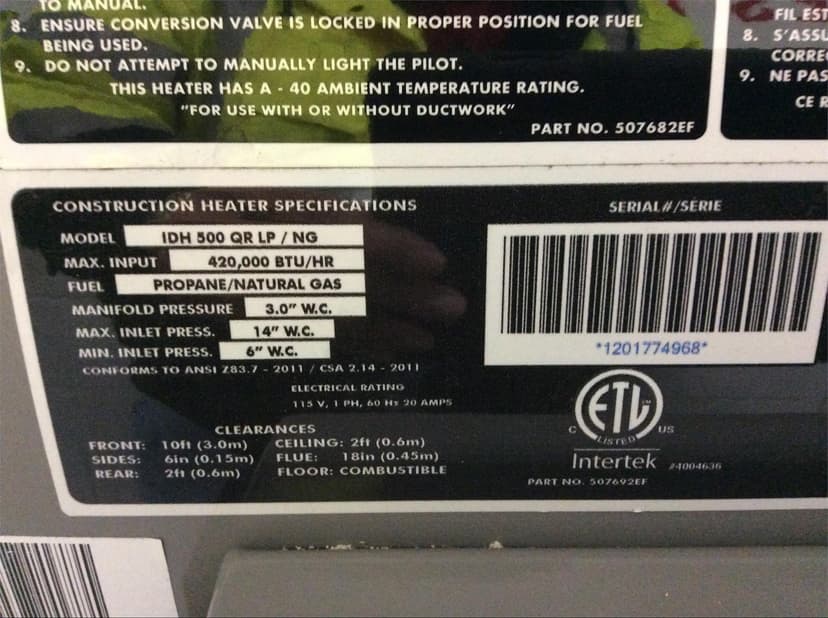 TO MANUAL.
8. ENSURE CONVERSION VALVE IS LOCKED IN PROPER POSITION FOR FUEL
BEING USED.
9. DO NOT ATTEMPT TO MANUALLY LIGHT THE PILOT.
THIS HEATER HAS A - 40 AMBIENT TEMPERATURE RATING.
"FOR USE WITH OR WITHOUT DUCTWORK"
PART NO. 507682EF
FIL EST
8. S'ASSU
CORRE
9. NE PAS
CE R
CONSTRUCTION HEATER SPECIFICATIONS
MODEL IDH 500 QR LP / NG
MAX. INPUT 420,000 BTU/HR
FUEL PROPANE/NATURAL GAS
MANIFOLD PRESSURE 3.0" W.C.
MAX. INLET PRESS. 14" W.C.
MIN. INLET PRESS. 6" W.C.
CONFORMS TO ANSI Z83.7 - 2011 / CSA 2.14 - 2011
ELECTRICAL RATING
115 V, 1 PH, 60 Hz 20 AMPS
CLEARANCES
FRONT: 10ft (3.0m) CEILING: 2ft (0.6m)
SIDES: 6in (0.15m) FLUE: 18in (0.45m)
REAR: 2ft (0.6m) FLOOR: COMBUSTIBLE
SERIAL#/SÉRIE
*1201774968*
ETL
C LISTED US
Intertek #4004636
PART NO. 507692EF